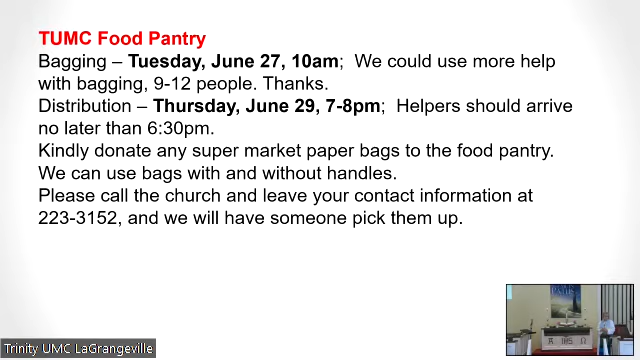 TUMC Food Pantry
Bagging – Tuesday, June 27, 10am;  We could use more help
with bagging, 9-12 people. Thanks.
Distribution – Thursday, June 29, 7-8pm;  Helpers should arrive
no later than 6:30pm.
Kindly donate any super market paper bags to the food pantry.
We can use bags with and without handles.
Please call the church and leave your contact information at
223-3152, and we will have someone pick them up.
IHS
Trinity UMC LaGrangeville